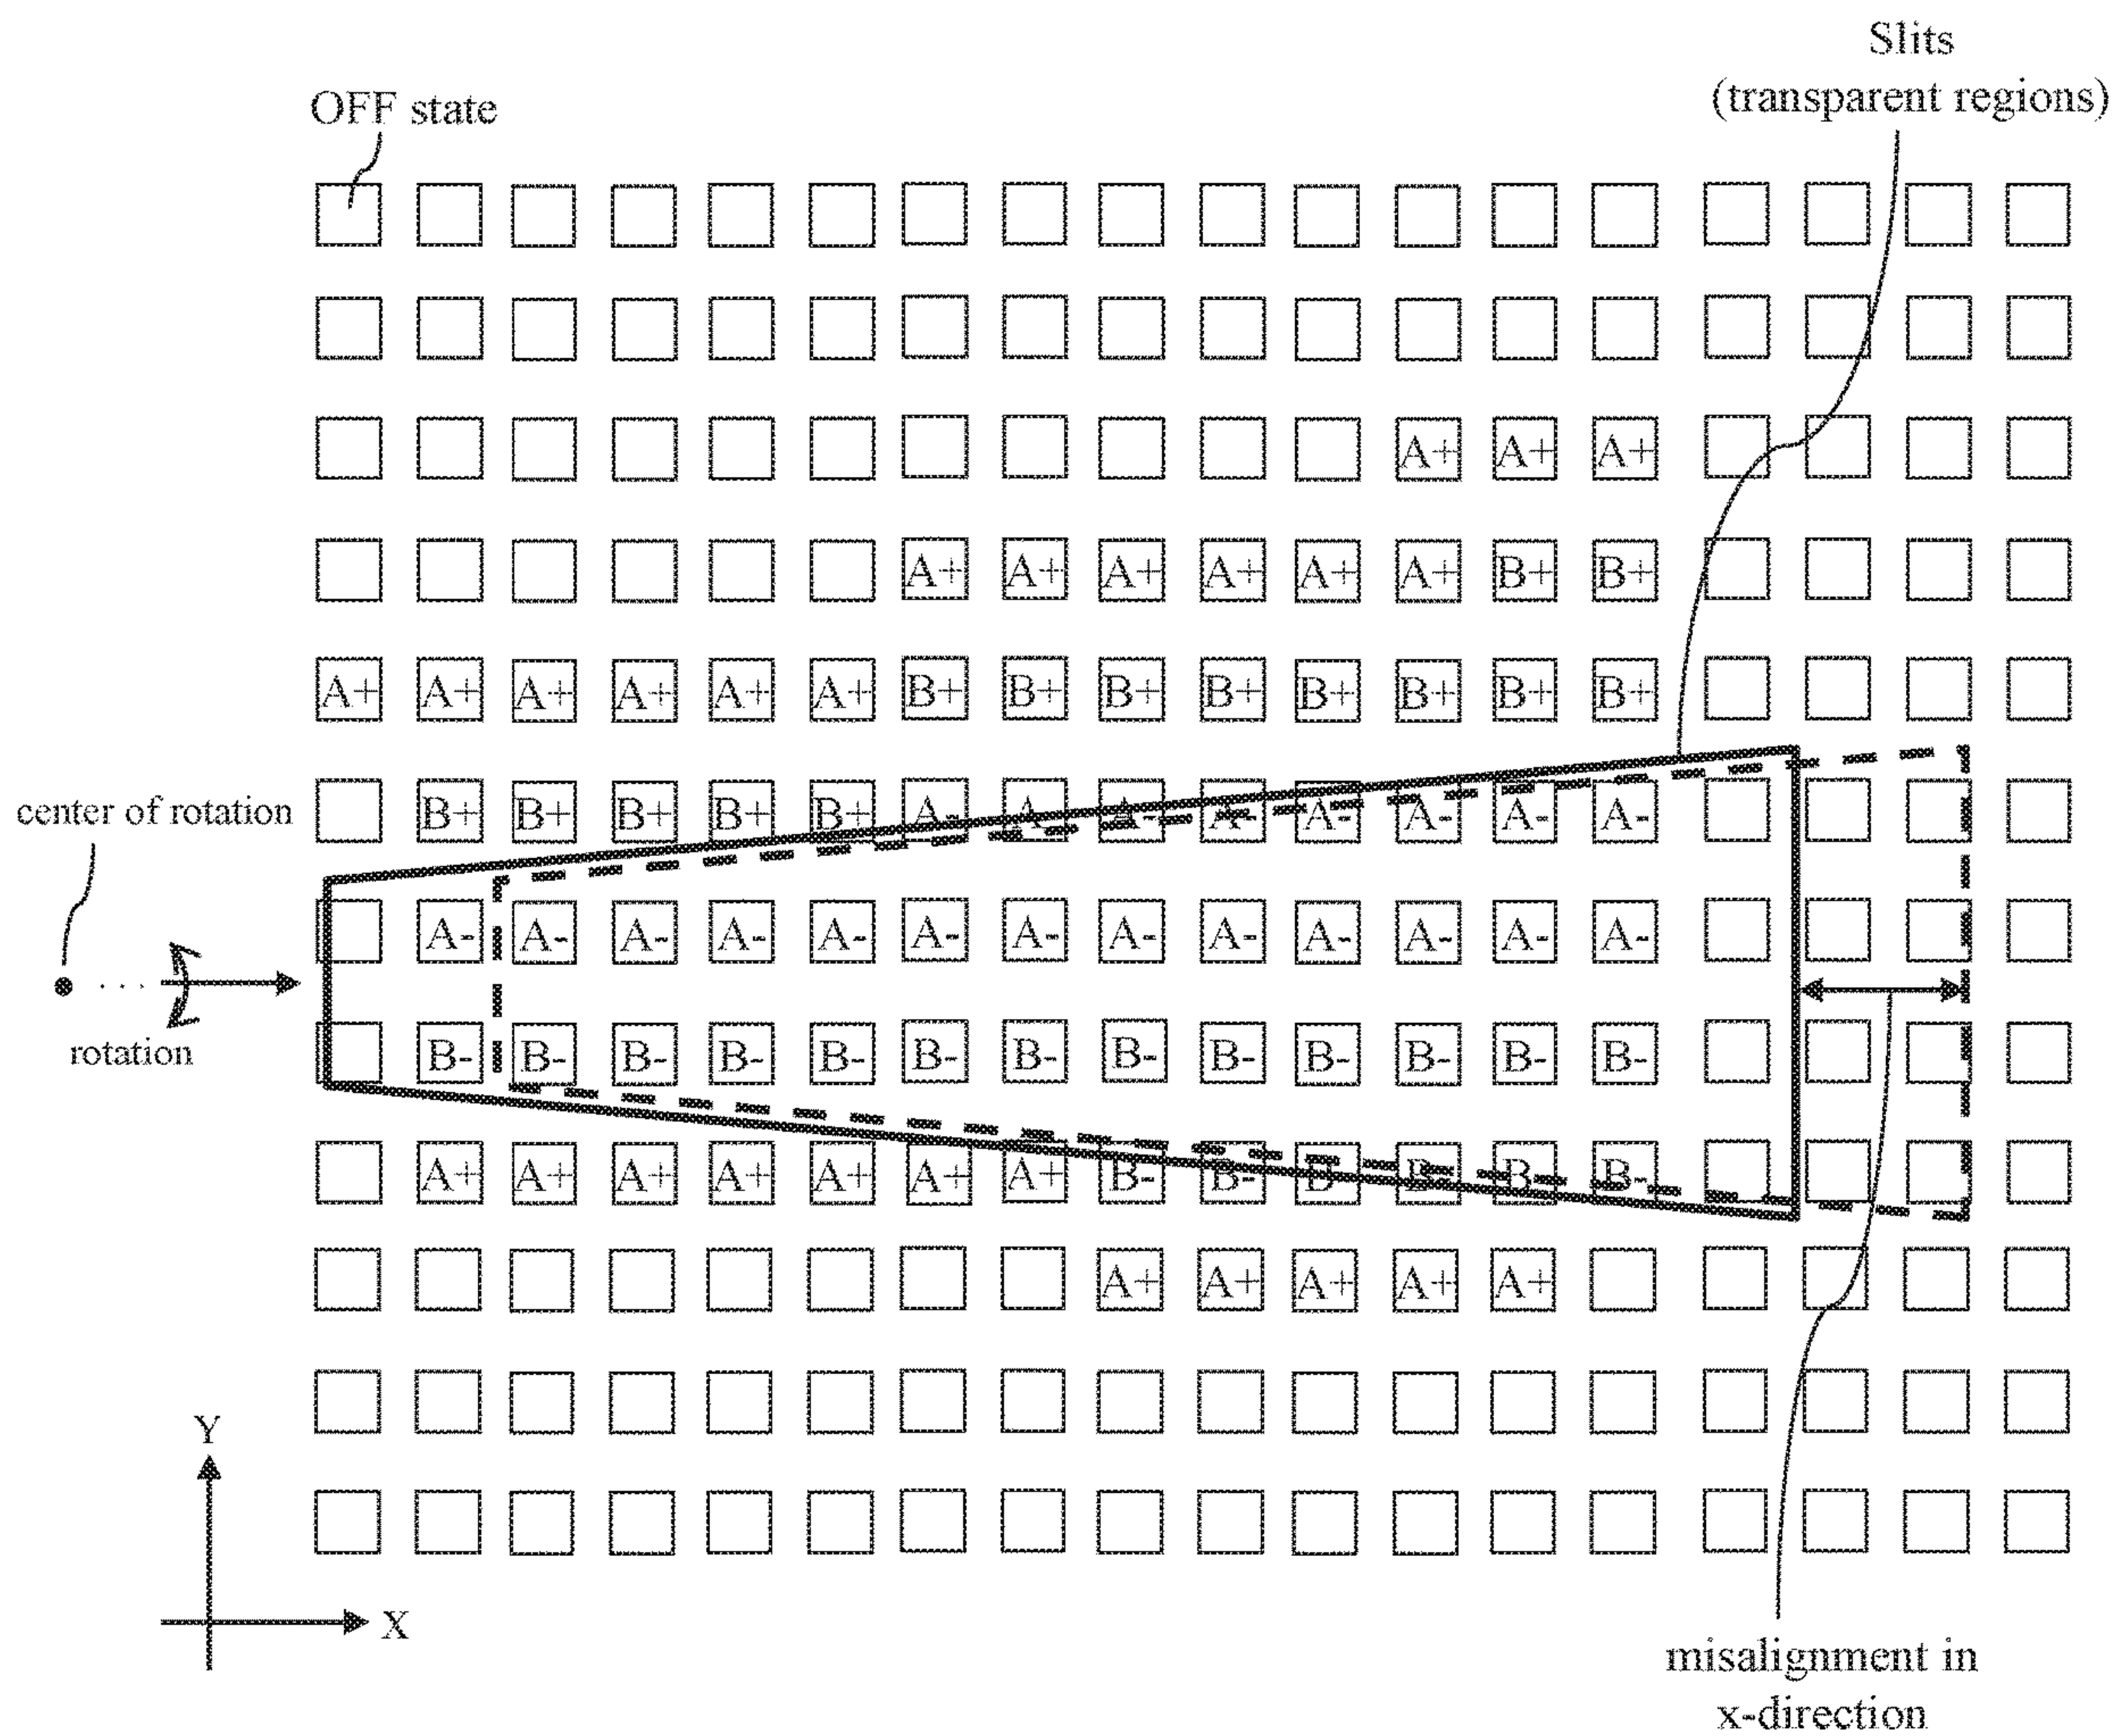 Slits
(transparent regions)
OFF state
A+ A+ A+
A+ A+ A+ A+ A+ A+ B+ B+
A+ A+ A+ A+ A+ A+ B+ B+ B+ B+ B+ B+ B+ B+
center of rotation
B+ B+ B+ B+ B+ A- A- A- A- A- A- A- A-
A- A- A- A- A- A- A- A- A- A- A- A- A-
rotation
B- B- B- B- B- B- B- B- B- B- B- B- B-
A+ A+ A+ A+ A+ A+ A+ B- B- B- B- B- B-
A+ A+ A+ A+ A+
Y
X
misalignment in
x-direction